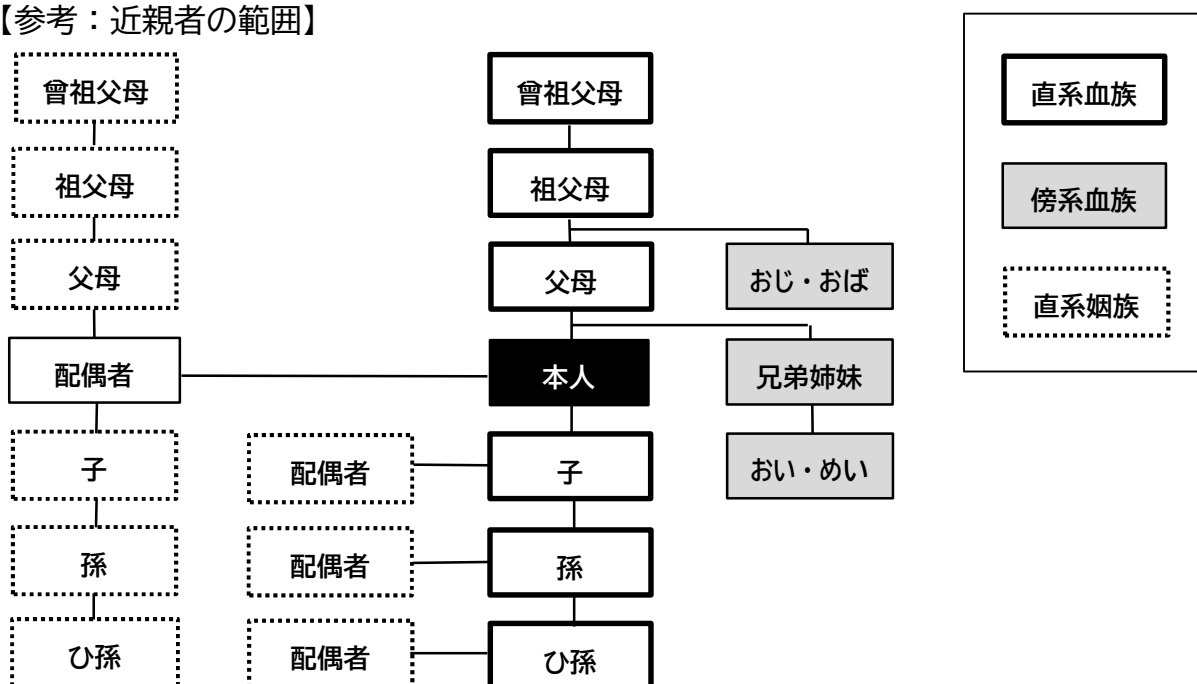 【参考：近親者の範囲】
曾祖父母
曾祖父母
直系血族
祖父母
祖父母
傍系血族
父母
父母
おじ・おば
直系姻族
配偶者
本人
兄弟姉妹
子
配偶者
子
おい・めい
孫
配偶者
孫
ひ孫
配偶者
ひ孫